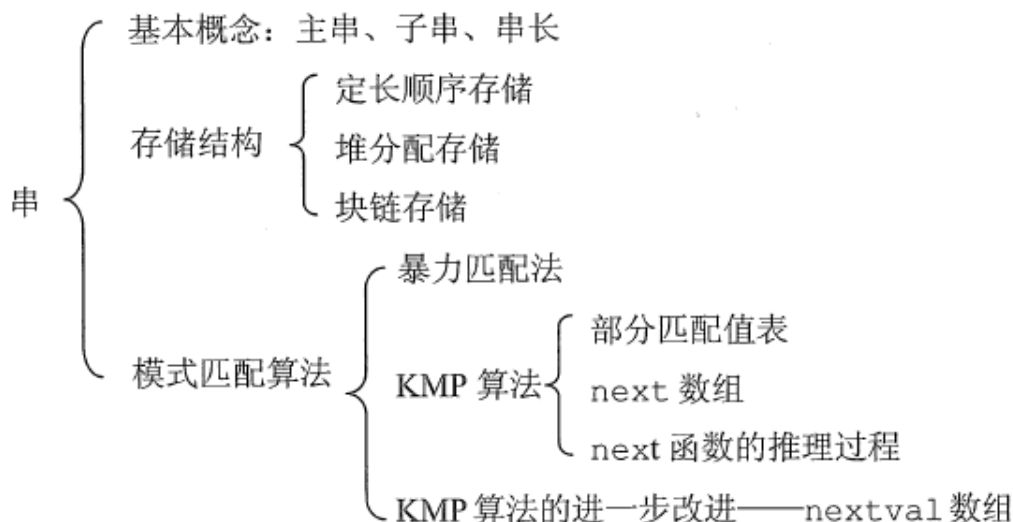 基本概念：主串、子串、串长
定长顺序存储
存储结构
堆分配存储
块链存储
串
暴力匹配法
部分匹配值表
模式匹配算法
KMP 算法
next 数组
next 函数的推理过程
KMP 算法的进一步改进——nextval 数组